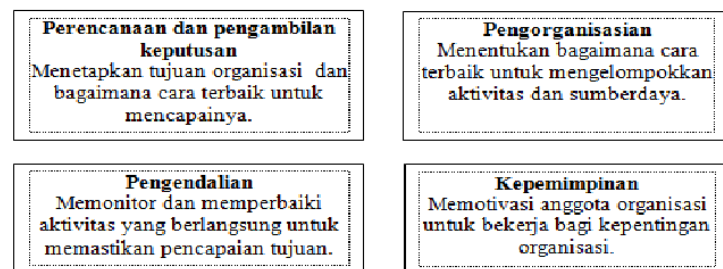 Perencanaan dan pengambilan
keputusan
Menetapkan tujuan organisasi dan
bagaimana cara terbaik untuk
mencapainya.
Pengorganisasian
Menentukan bagaimana cara
terbaik untuk mengelompokkan
aktivitas dan sumberdaya.
Pengendalian
Memonitor dan memperbaiki
aktivitas yang berlangsung untuk
memastikan pencapaian tujuan.
Kepemimpinan
Memotivasi anggota organisasi
untuk bekerja bagi kepentingan
organisasi.